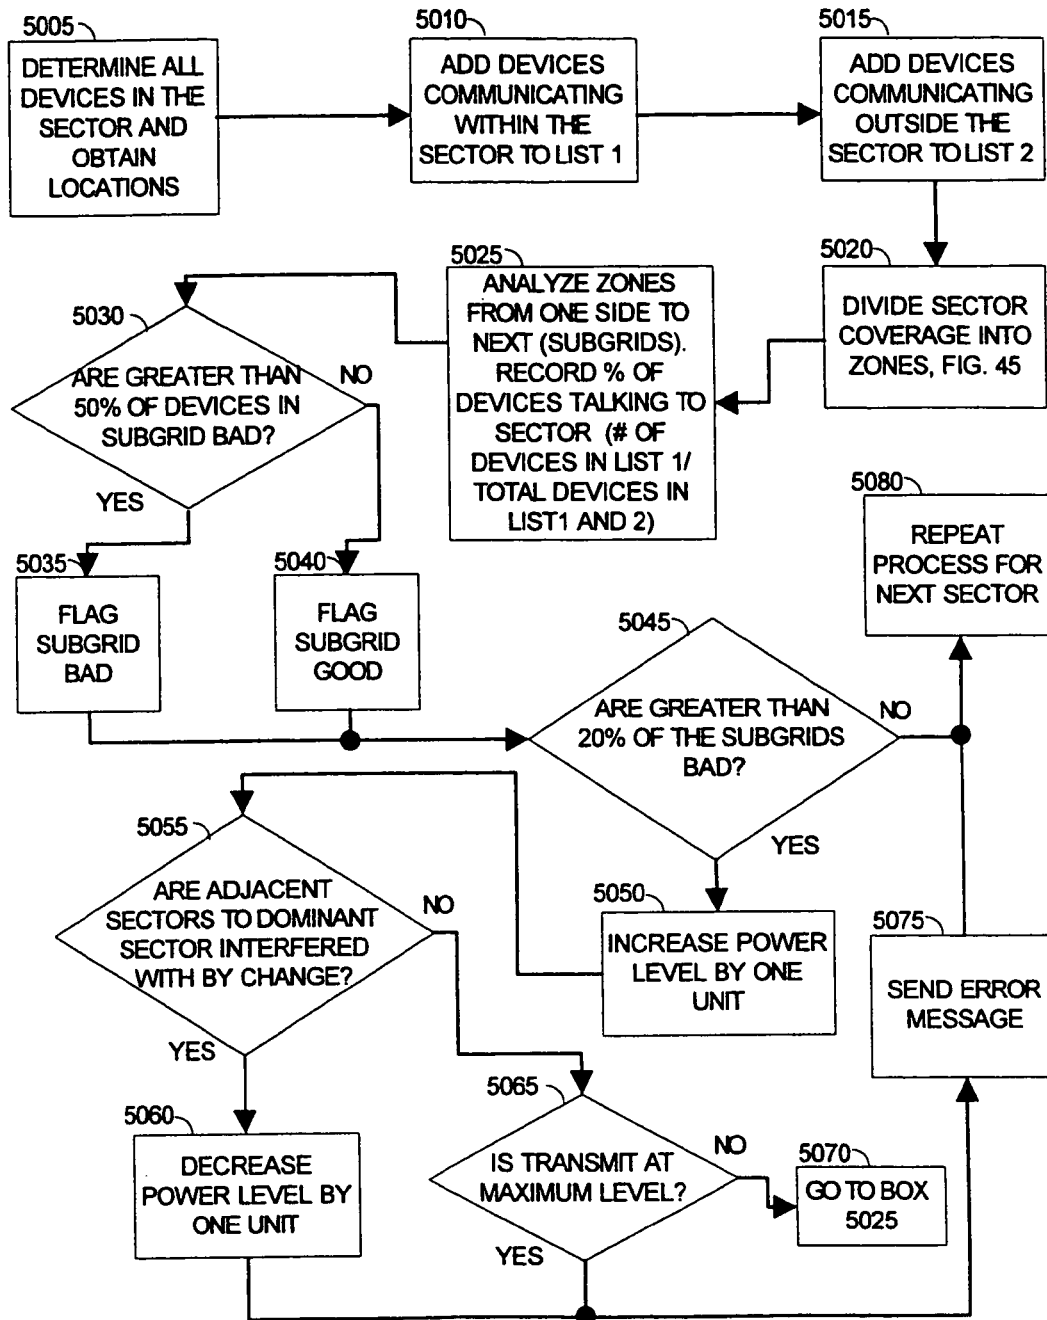 5005
DETERMINE ALL
DEVICES IN THE
SECTOR AND
OBTAIN
LOCATIONS
5010
ADD DEVICES
COMMUNICATING
WITHIN THE
SECTOR TO LIST 1
5015
ADD DEVICES
COMMUNICATING
OUTSIDE THE
SECTOR TO LIST 2
5020
DIVIDE SECTOR
COVERAGE INTO
ZONES, FIG. 45
5025
ANALYZE ZONES
FROM ONE SIDE TO
NEXT (SUBGRIDS).
RECORD % OF
DEVICES TALKING TO
SECTOR (# OF
DEVICES IN LIST 1/
TOTAL DEVICES IN
LIST1 AND 2)
5030
ARE GREATER THAN
50% OF DEVICES IN
SUBGRID BAD?
NO
YES
5035
FLAG
SUBGRID
BAD
5040
FLAG
SUBGRID
GOOD
5045
ARE GREATER THAN
20% OF THE SUBGRIDS
BAD?
NO
YES
5080
REPEAT
PROCESS FOR
NEXT SECTOR
5050
INCREASE POWER
LEVEL BY ONE
UNIT
5055
ARE ADJACENT
SECTORS TO DOMINANT
SECTOR INTERFERED
WITH BY CHANGE?
NO
YES
5060
DECREASE
POWER LEVEL BY
ONE UNIT
5065
IS TRANSMIT AT
MAXIMUM LEVEL?
NO
YES
5070
GO TO BOX
5025
5075
SEND ERROR
MESSAGE